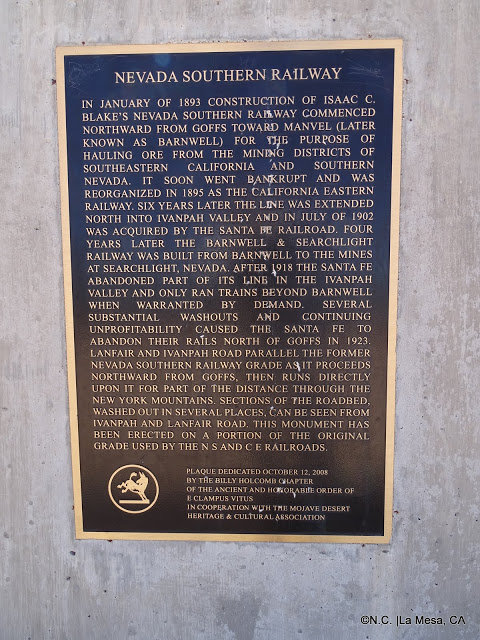 NEVADA SOUTHERN RAILWAY
IN JANUARY OF 1893 CONSTRUCTION OF ISAAC C.
BLAKE'S NEVADA SOUTHERN RAILWAY COMMENCED
NORTHWARD FROM GOFFS TOWARD MANVEL (LATER
KNOWN AS BARNWELL) FOR THE PURPOSE OF
HAULING ORE FROM THE MINING DISTRICTS OF
SOUTHEASTERN CALIFORNIA AND SOUTHERN
NEVADA. IT SOON WENT BANKRUPT AND WAS
REORGANIZED IN 1895 AS THE CALIFORNIA EASTERN
RAILWAY. SIX YEARS LATER THE LINE WAS EXTENDED
NORTH INTO IVANPAH VALLEY AND IN JULY OF 1902
WAS ACQUIRED BY THE SANTA FE RAILROAD. FOUR
YEARS LATER THE BARNWELL & SEARCHLIGHT
RAILWAY WAS BUILT FROM BARNWELL TO THE MINES
AT SEARCHLIGHT, NEVADA. AFTER 1918 THE SANTA FE
ABANDONED PART OF ITS LINE IN THE IVANPAH
VALLEY AND ONLY RAN TRAINS BEYOND BARNWELL
WHEN WARRANTED BY DEMAND. SEVERAL
SUBSTANTIAL WASHOUTS AND CONTINUING
UNPROFITABILITY CAUSED THE SANTA FE TO
ABANDON THEIR RAILS NORTH OF GOFFS IN 1923.
LANFAIR AND IVANPAH ROAD PARALLEL THE FORMER
NEVADA SOUTHERN RAILWAY GRADE AS IT PROCEEDS
NORTHWARD FROM GOFFS, THEN RUNS DIRECTLY
UPON IT FOR PART OF THE DISTANCE THROUGH THE
NEW YORK MOUNTAINS. SECTIONS OF THE ROADBED,
WASHED OUT IN SEVERAL PLACES, CAN BE SEEN FROM
IVANPAH AND LANFAIR ROAD. THIS MONUMENT HAS
BEEN ERECTED ON A PORTION OF THE ORIGINAL
GRADE USED BY THE N S AND C E RAILROADS.
PLAQUE DEDICATED OCTOBER 12, 2008
BY THE BILLY HOLCOMB CHAPTER
OF THE ANCIENT AND HONORABLE ORDER OF
E CLAMPUS VITUS
IN COOPERATION WITH THE MOJAVE DESERT
HERITAGE & CULTURAL ASSOCIATION
©N.C. |La Mesa, CA